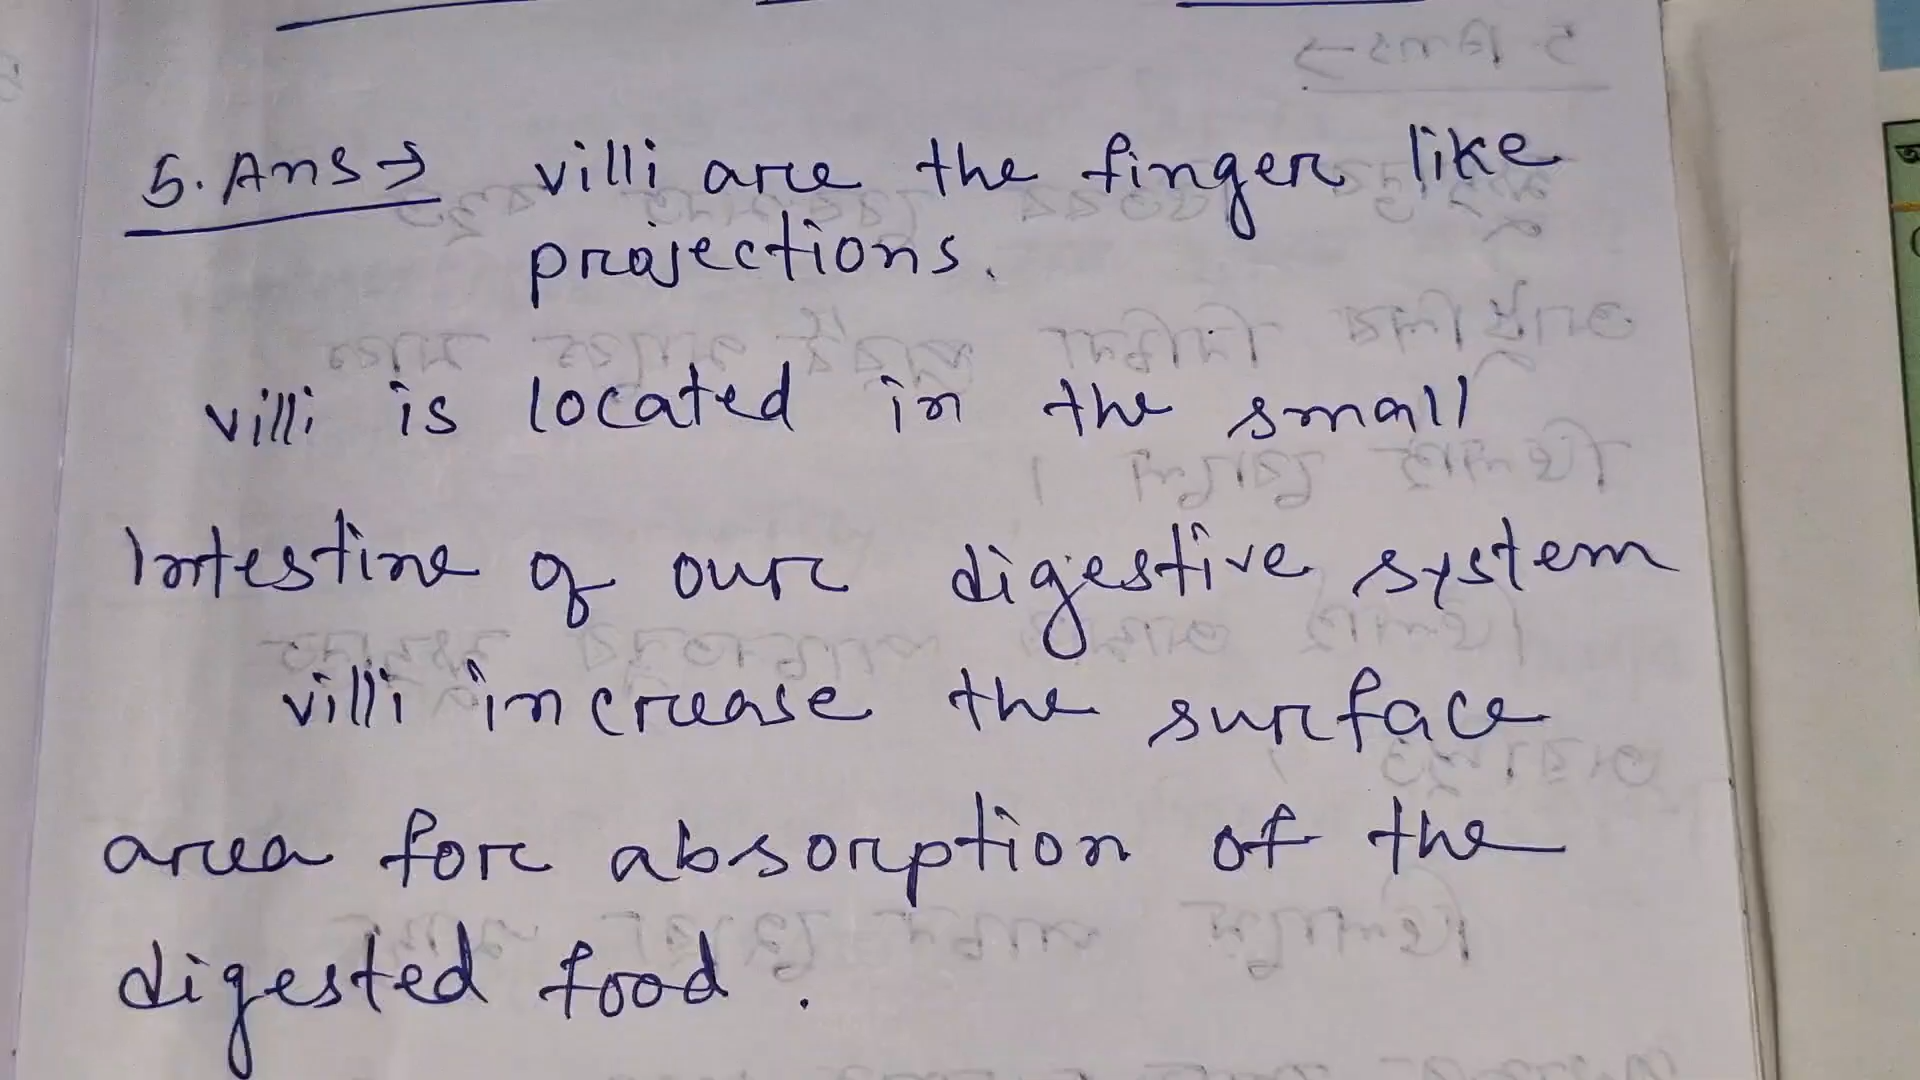 5. Ans → villi are the finger like
projections.
villi is located in the small
Intestine of our digestive system
villi increase the surface
area for absorption of the
digested food.